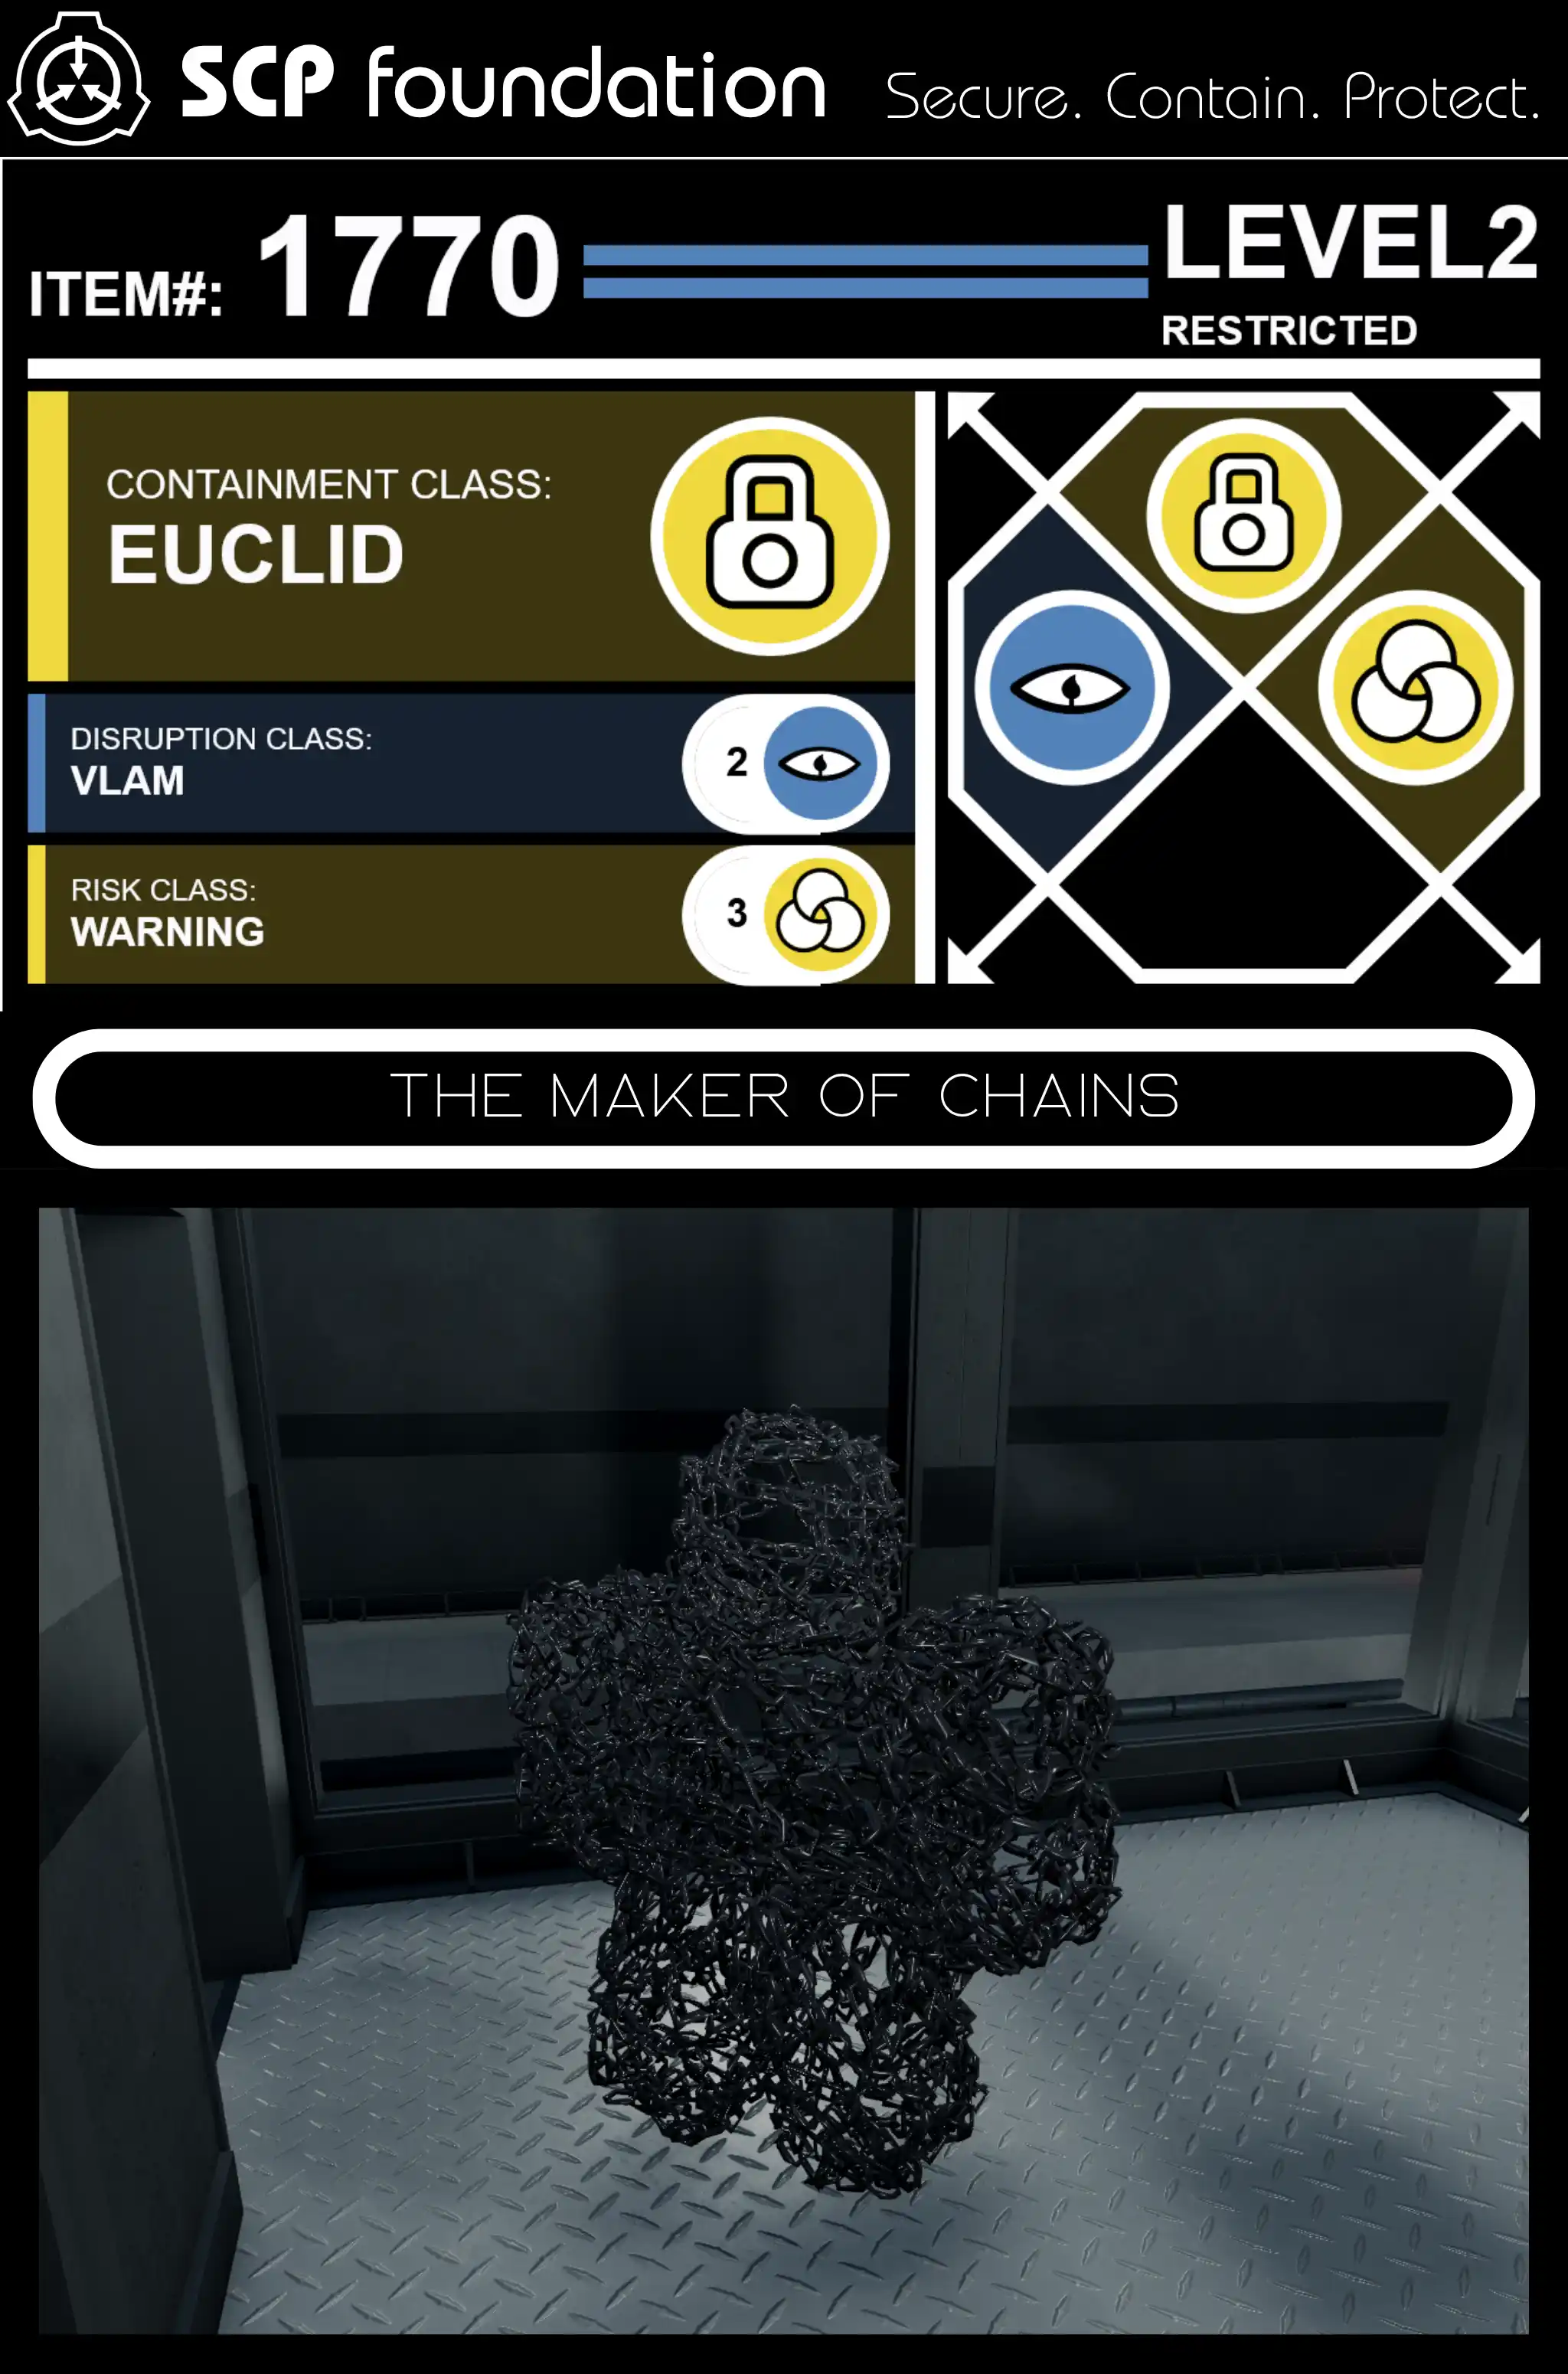 SCP foundation Secure. Contain. Protect.
ITEM#: 1770
LEVEL2
RESTRICTED
CONTAINMENT CLASS:
EUCLID
DISRUPTION CLASS:
VLAM
2
RISK CLASS:
WARNING
3
THE MAKER OF CHAINS